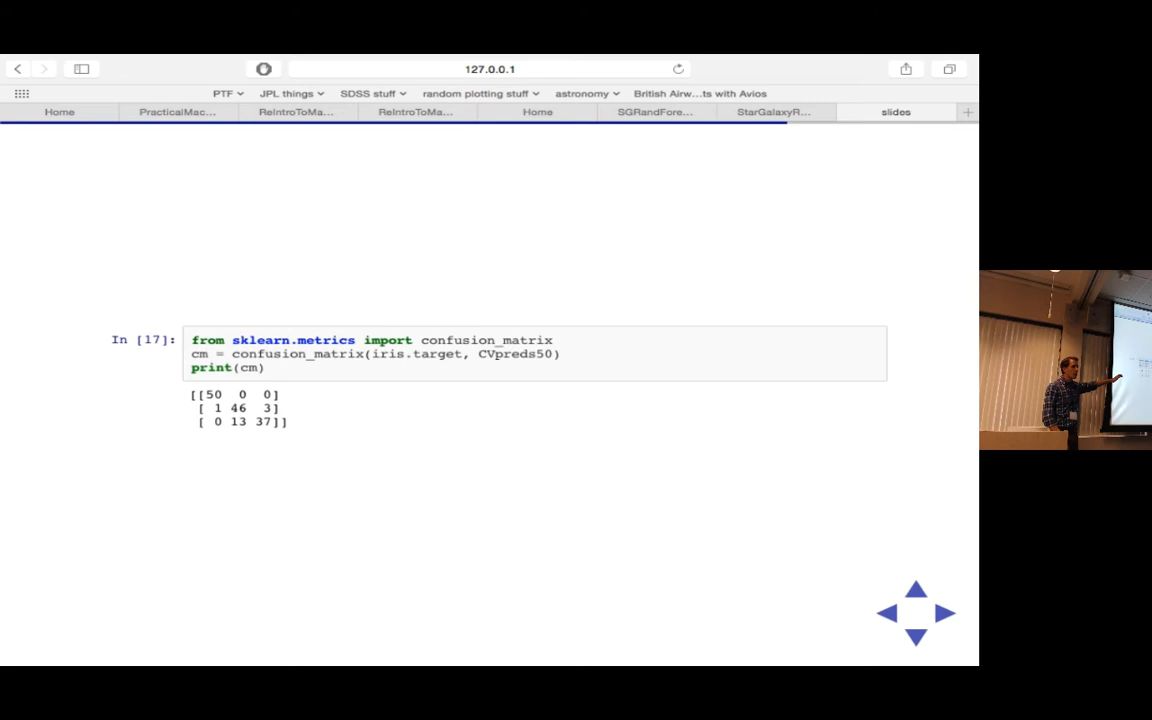 127.0.0.1
PTF JPL things SDSS stuff random plotting stuff astronomy British Airw...ts with Avios
Home PracticalMac... ReIntroToMa... ReIntroToMa... Home SGRandFore... StarGalaxyR... slides
In [17]: from sklearn.metrics import confusion_matrix
cm = confusion_matrix(iris.target, CVpreds50)
print(cm)
[[50 0 0]
[ 1 46 3]
[ 0 13 37]]